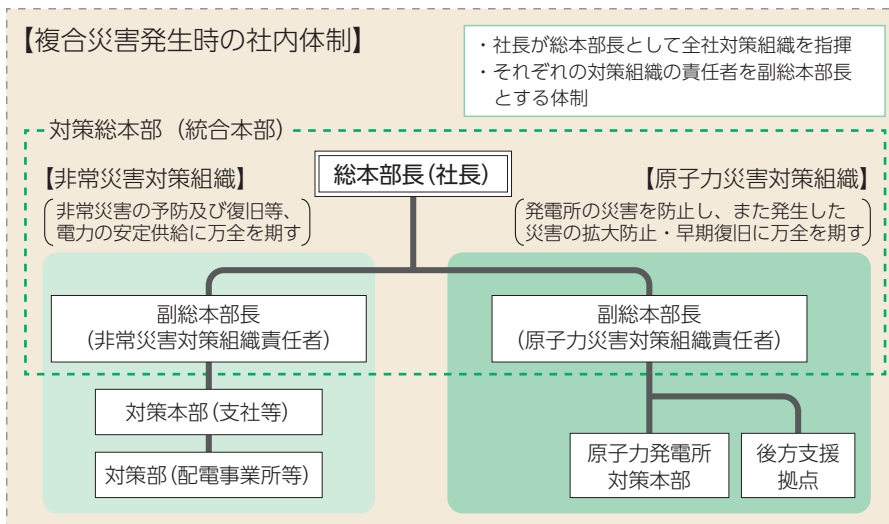 【複合災害発生時の社内体制】
・社長が総本部長として全社対策組織を指揮
・それぞれの対策組織の責任者を副総本部長
とする体制
対策総本部（統合本部）
総本部長（社長）
【非常災害対策組織】
非常災害の予防及び復旧等、
電力の安定供給に万全を期す
【原子力災害対策組織】
発電所の災害を防止し、また発生した
災害の拡大防止・早期復旧に万全を期す
副総本部長
（非常災害対策組織責任者）
対策本部（支社等）
対策部（配電事業所等）
副総本部長
（原子力災害対策組織責任者）
原子力発電所
対策本部
後方支援
拠点